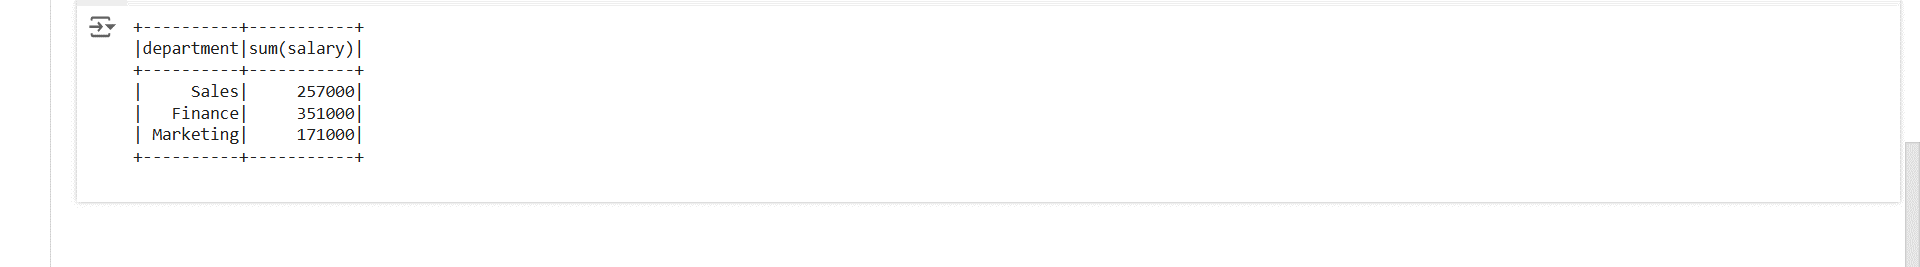 +----------+-----------+
|department|sum(salary)|
+----------+-----------+
|     Sales|     257000|
|   Finance|     351000|
| Marketing|     171000|
+----------+-----------+